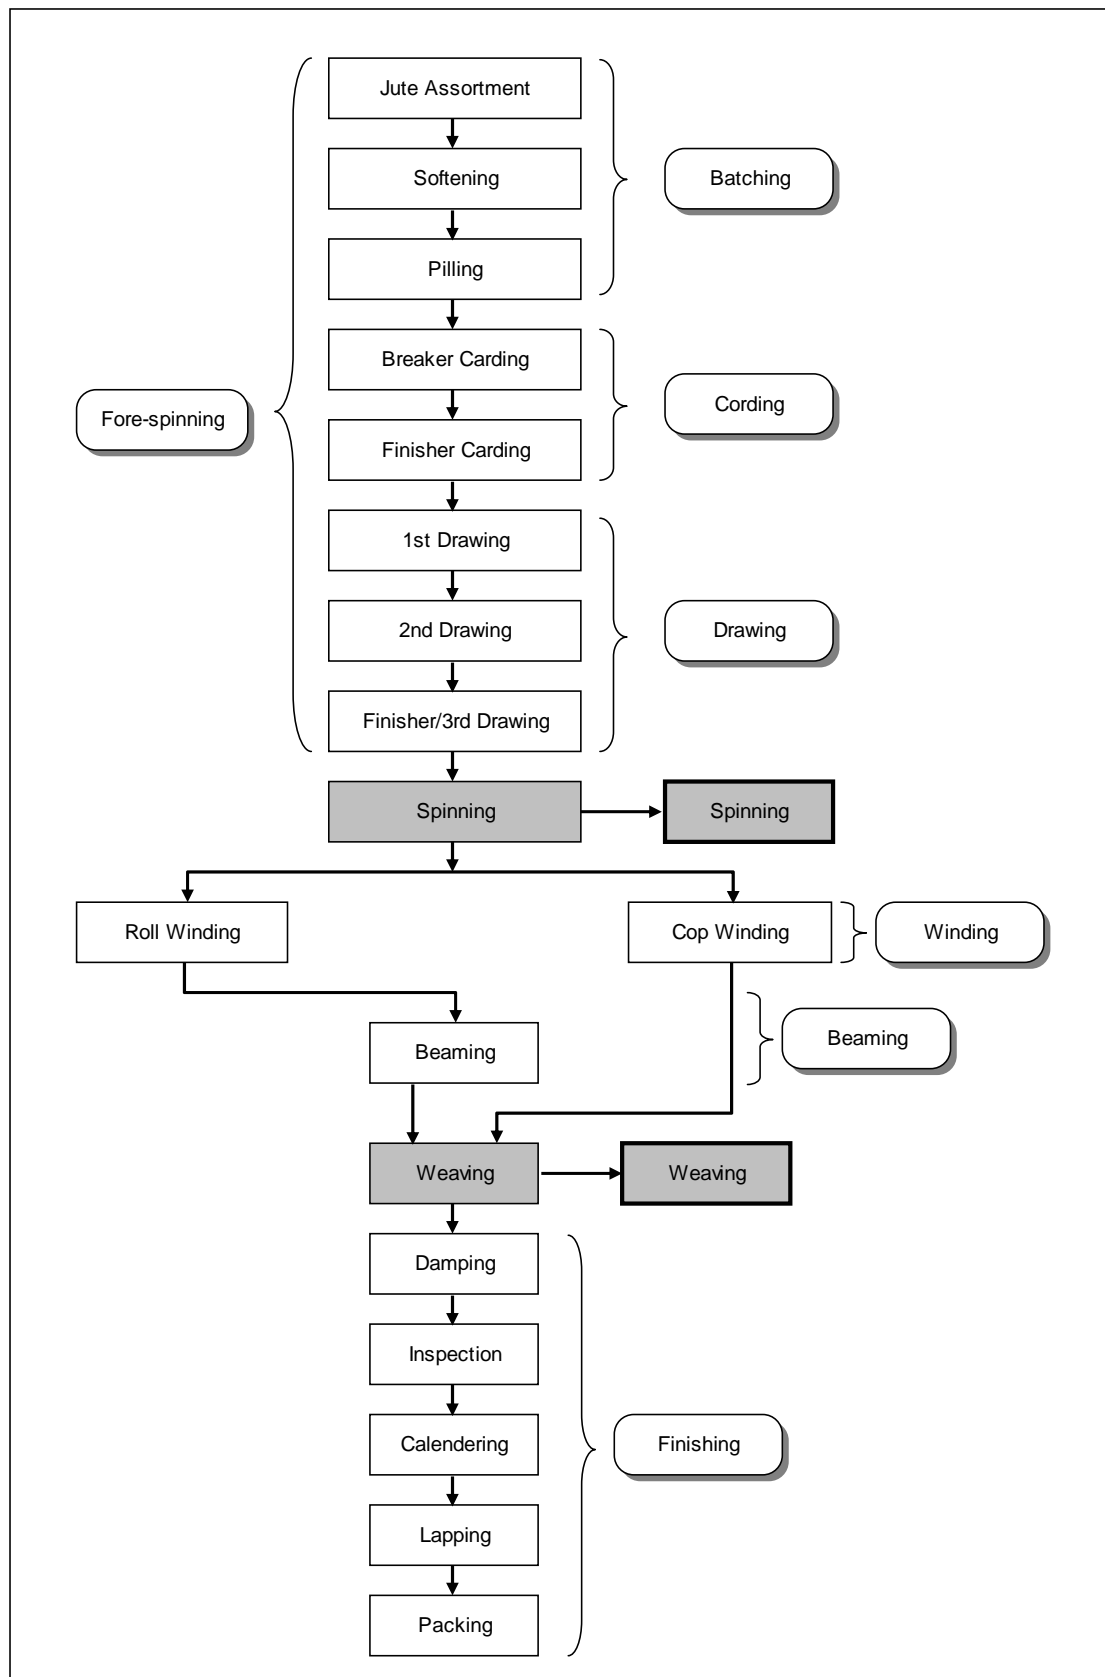 Jute Assortment
Softening
Batching
Pilling
Breaker Carding
Cording
Fore-spinning
Finisher Carding
1st Drawing
2nd Drawing
Drawing
Finisher/3rd Drawing
Spinning
Spinning
Roll Winding
Cop Winding
Winding
Beaming
Beaming
Weaving
Weaving
Damping
Inspection
Calendering
Finishing
Lapping
Packing